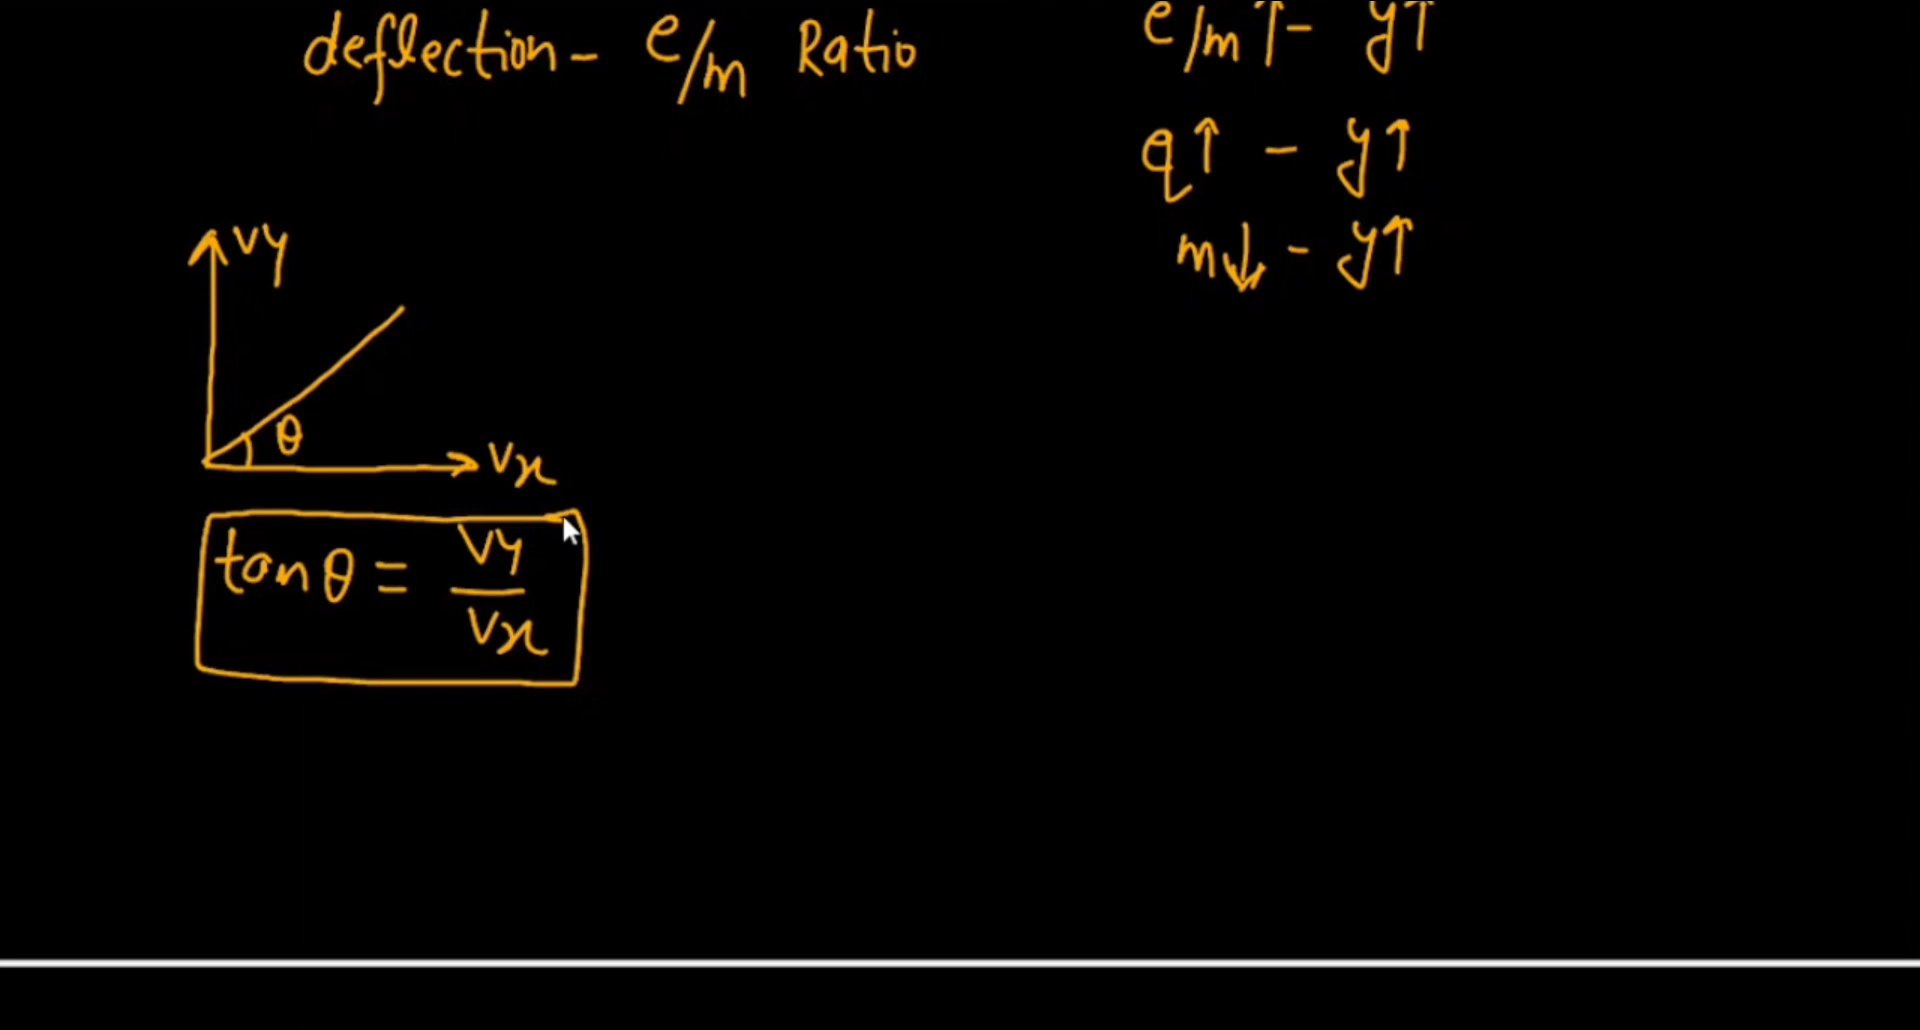 deflection - e/m Ratio
e/m ↑ - y↑
q↑ - y↑
m↓ - y↑
vy
θ
vx
tan θ = vy/vx